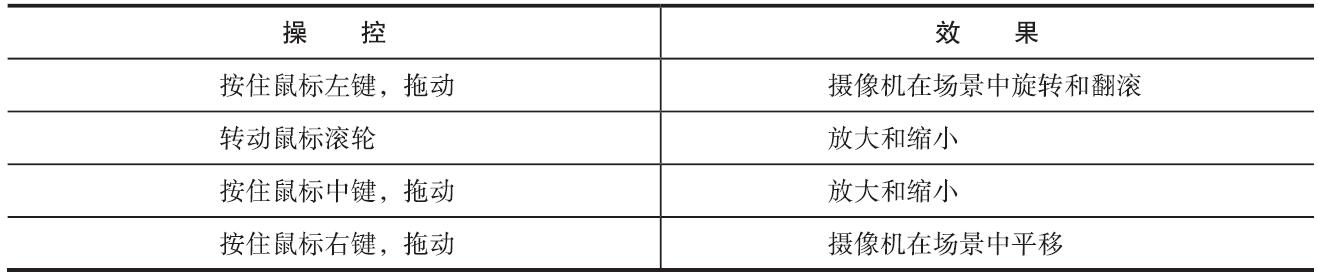 操 控 效 果
按住鼠标左键，拖动 摄像机在场景中旋转和翻滚
转动鼠标滚轮 放大和缩小
按住鼠标中键，拖动 放大和缩小
按住鼠标右键，拖动 摄像机在场景中平移